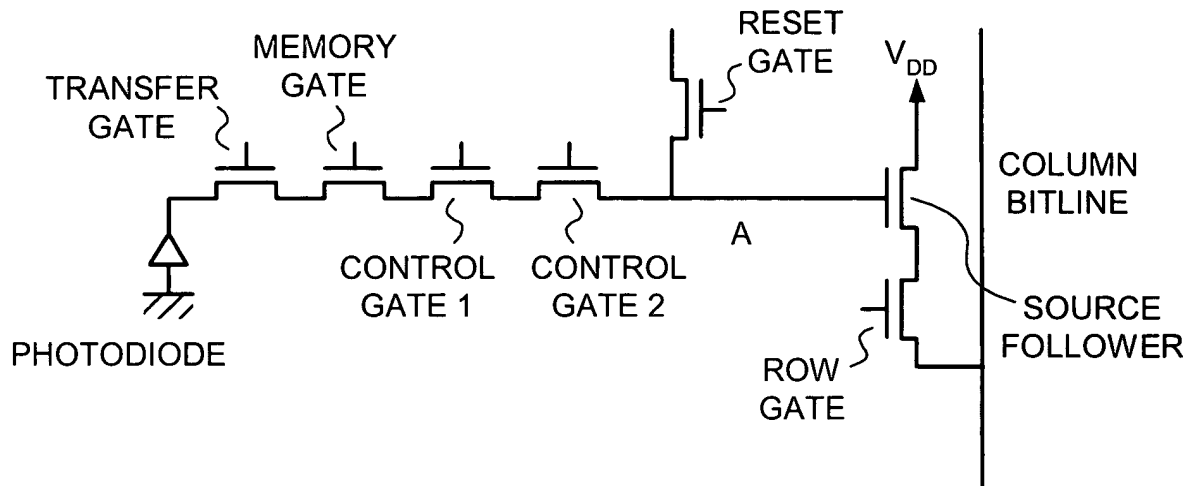 RESET
GATE
MEMORY
GATE
TRANSFER
GATE
V_DD
COLUMN
BITLINE
A
CONTROL
GATE 1
CONTROL
GATE 2
SOURCE
FOLLOWER
PHOTODIODE
ROW
GATE